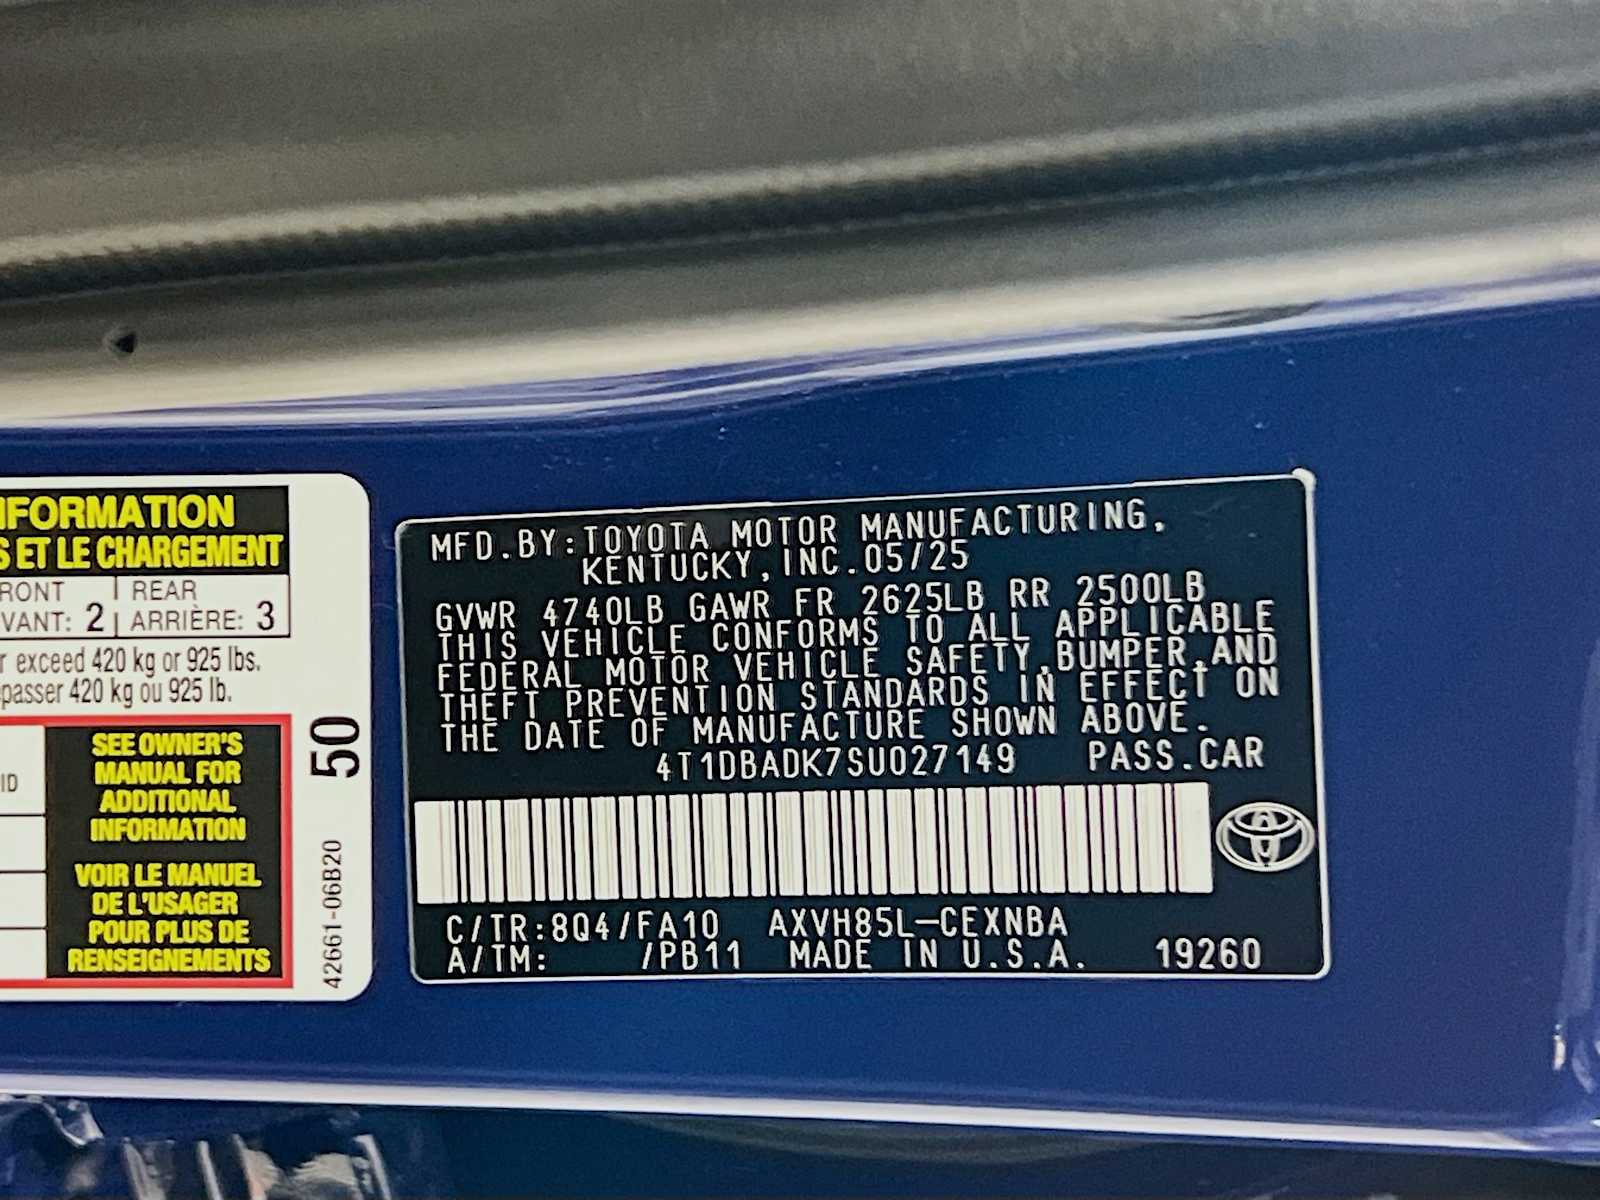 NFORMATION
S ET LE CHARGEMENT
RONT REAR
VANT: 2 ARRIÈRE: 3
r exceed 420 kg or 925 lbs.
passer 420 kg ou 925 lb.
ID
SEE OWNER'S
MANUAL FOR
ADDITIONAL
INFORMATION
VOIR LE MANUEL
DE L'USAGER
POUR PLUS DE
RENSEIGNEMENTS
50
42661-06B20
MFD.BY:TOYOTA MOTOR MANUFACTURING,
KENTUCKY,INC.05/25
GVWR 4740LB GAWR FR 2625LB RR 2500LB
THIS VEHICLE CONFORMS TO ALL APPLICABLE
FEDERAL MOTOR VEHICLE SAFETY,BUMPER,AND
THEFT PREVENTION STANDARDS IN EFFECT ON
THE DATE OF MANUFACTURE SHOWN ABOVE.
4T1DBADK7SU027149 PASS.CAR
C/TR:8Q4/FA10 AXVH85L-CEXNBA
A/TM: /PB11 MADE IN U.S.A. 19260